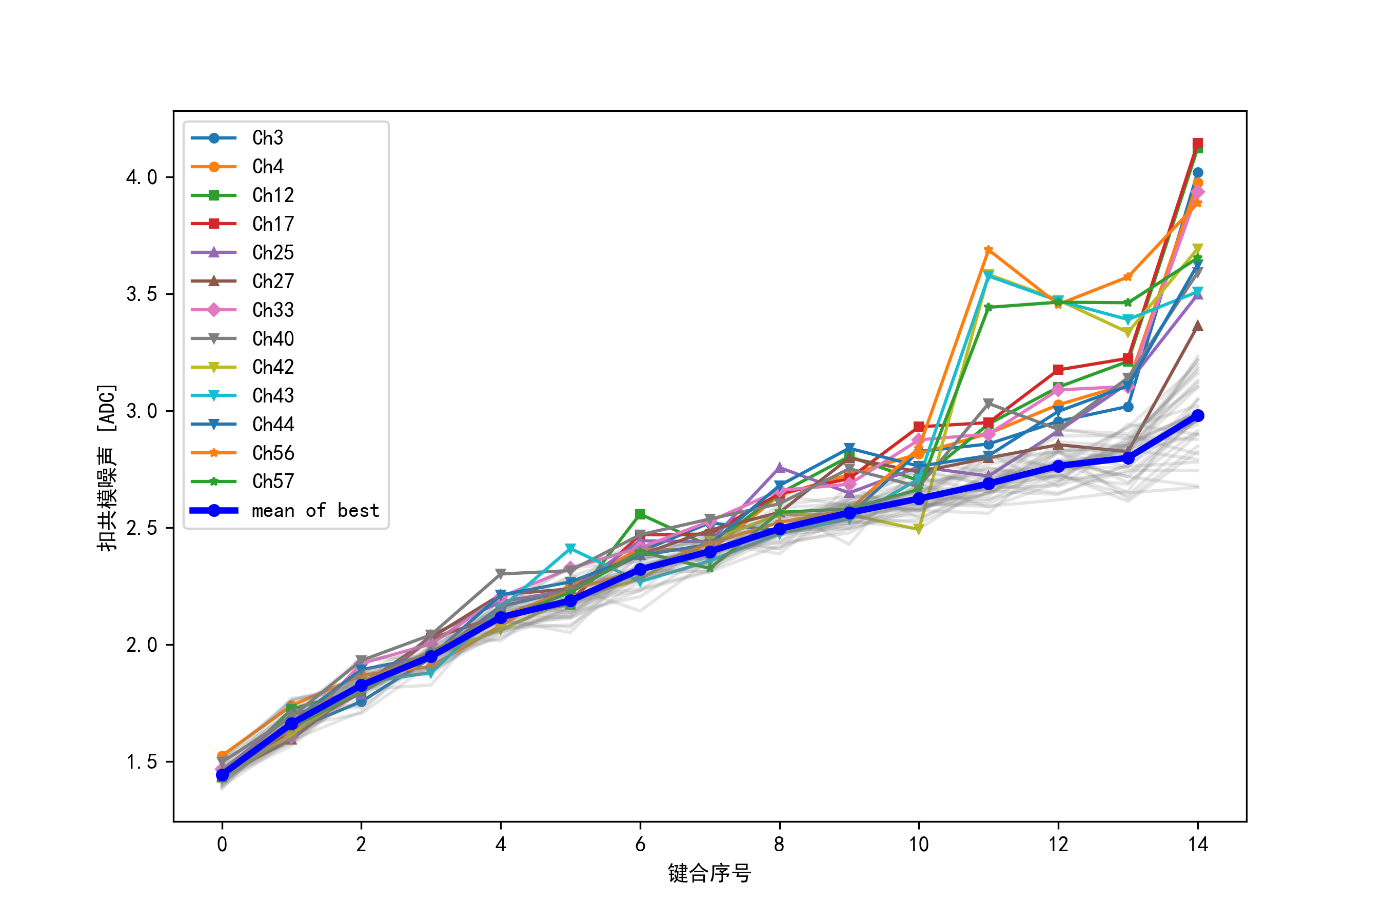 Ch3
Ch4
Ch12
Ch17
Ch25
Ch27
Ch33
Ch40
Ch42
Ch43
Ch44
Ch56
Ch57
mean of best
扣共模噪声 [ADC]
4.0
3.5
3.0
2.5
2.0
1.5
0 2 4 6 8 10 12 14
键合序号